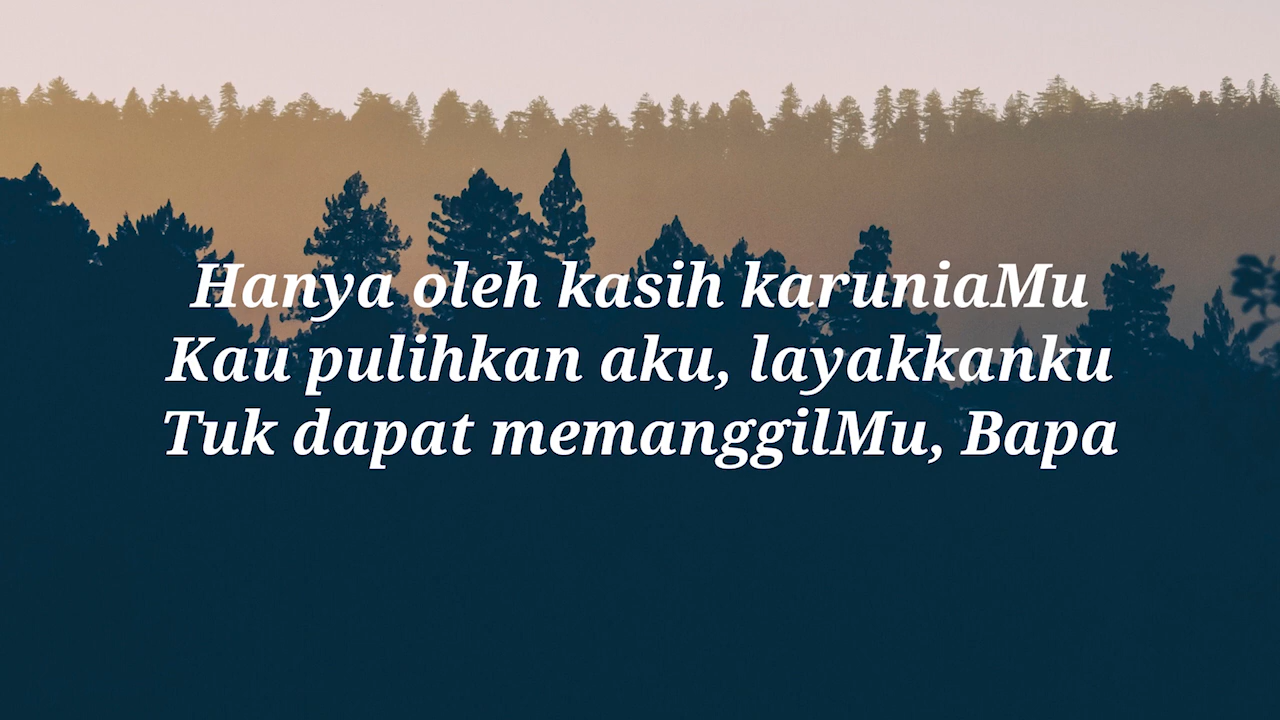 Hanya oleh kasih karuniaMu
Kau pulihkan aku, layakkanku
Tuk dapat memanggilMu, Bapa